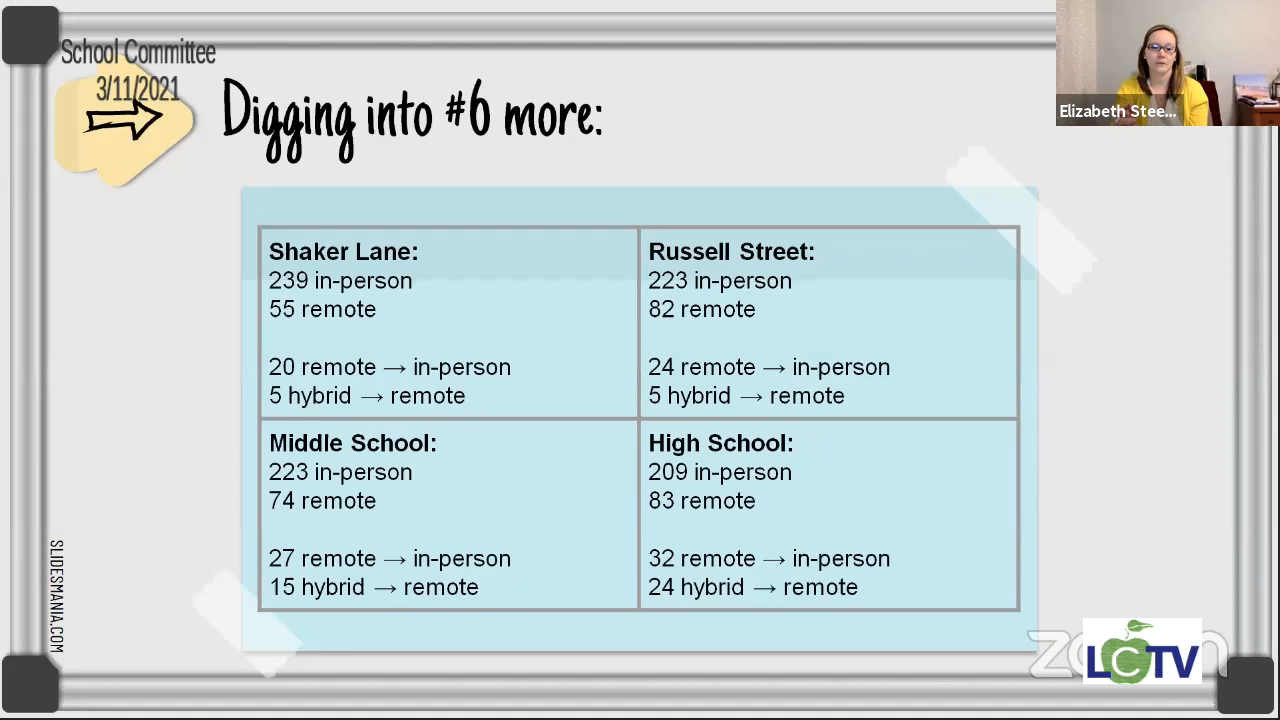 School Committee
3/11/2021
Digging into #6 more:
Elizabeth Stee...
Shaker Lane:
239 in-person
55 remote
20 remote → in-person
5 hybrid → remote
Russell Street:
223 in-person
82 remote
24 remote → in-person
5 hybrid → remote
Middle School:
223 in-person
74 remote
27 remote → in-person
15 hybrid → remote
High School:
209 in-person
83 remote
32 remote → in-person
24 hybrid → remote
SLIDESMANIA.COM
LCTV